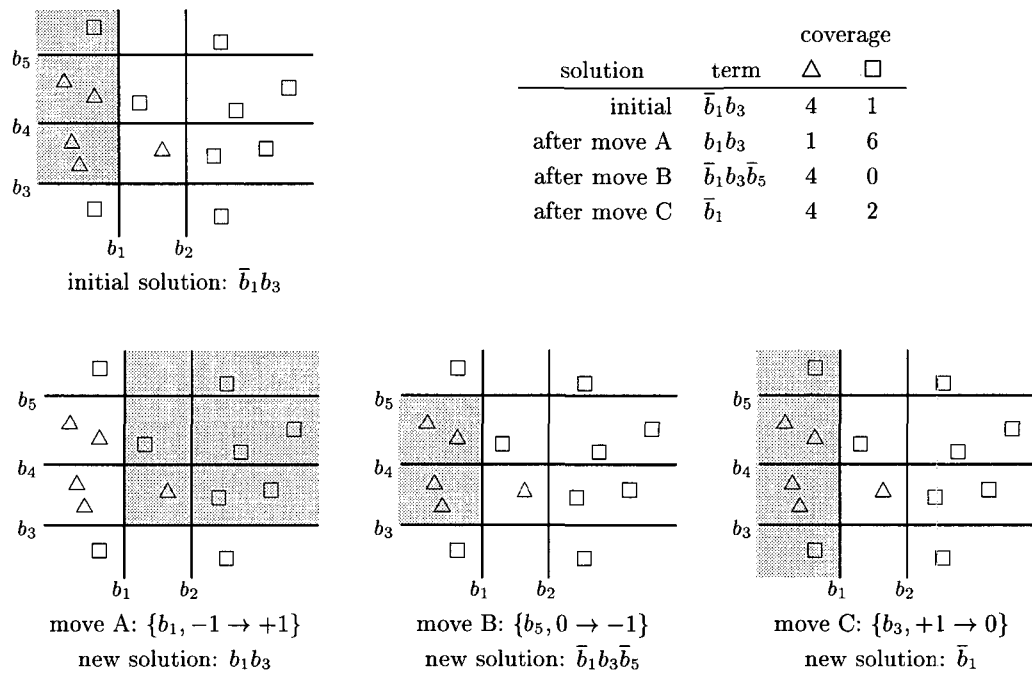 b₅
b₄
b₃
b₁ b₂
initial solution: b̄₁b₃
coverage
solution term △ □
initial b̄₁b₃ 4 1
after move A b₁b₃ 1 6
after move B b̄₁b₃b̄₅ 4 0
after move C b̄₁ 4 2
b₅
b₄
b₃
b₁ b₂
move A: {b₁, −1 → +1}
new solution: b₁b₃
b₅
b₄
b₃
b₁ b₂
move B: {b₅, 0 → −1}
new solution: b̄₁b₃b̄₅
b₅
b₄
b₃
b₁ b₂
move C: {b₃, +1 → 0}
new solution: b̄₁